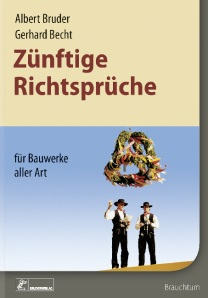 Albert Bruder
Gerhard Becht
Zünftige
Richtsprüche
für Bauwerke
aller Art
Brauchtum